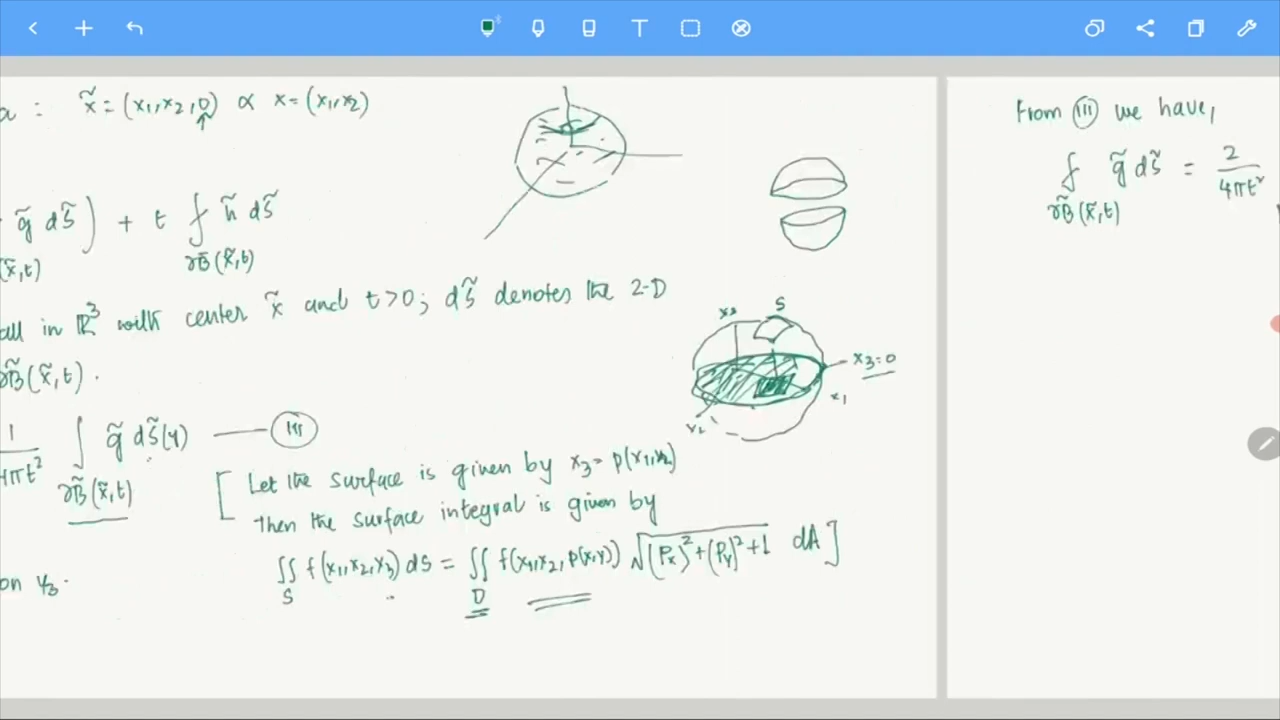 a : x̃ = (x₁,x₂,0) ∝ x = (x₁,x₂)
g̃ dS̃ ) + t ⨍ h̃ dS̃
(x̃,t) ∂B̃(x̃,t)
all in ℝ³ with center x̃ and t>0; dS̃ denotes the 2-D
∂B̃(x̃,t).
1/4πt² ∫ g̃ dS̃(y) —— (III)
∂B̃(x̃,t)
[ Let the surface is given by x₃ = p(x₁,x₂)
Then the surface integral is given by
∬ f(x₁,x₂,x₃) dS = ∬ f(x₁,x₂, p(x,y)) √((Pₓ)²+(P_y)²+1) dA ]
S D
on y₃.
x₃ S
x₃=0
x₁
x₂
From (III) we have,
⨍ g̃ dS̃ = 2/4πt²
∂B̃(x̃,t)